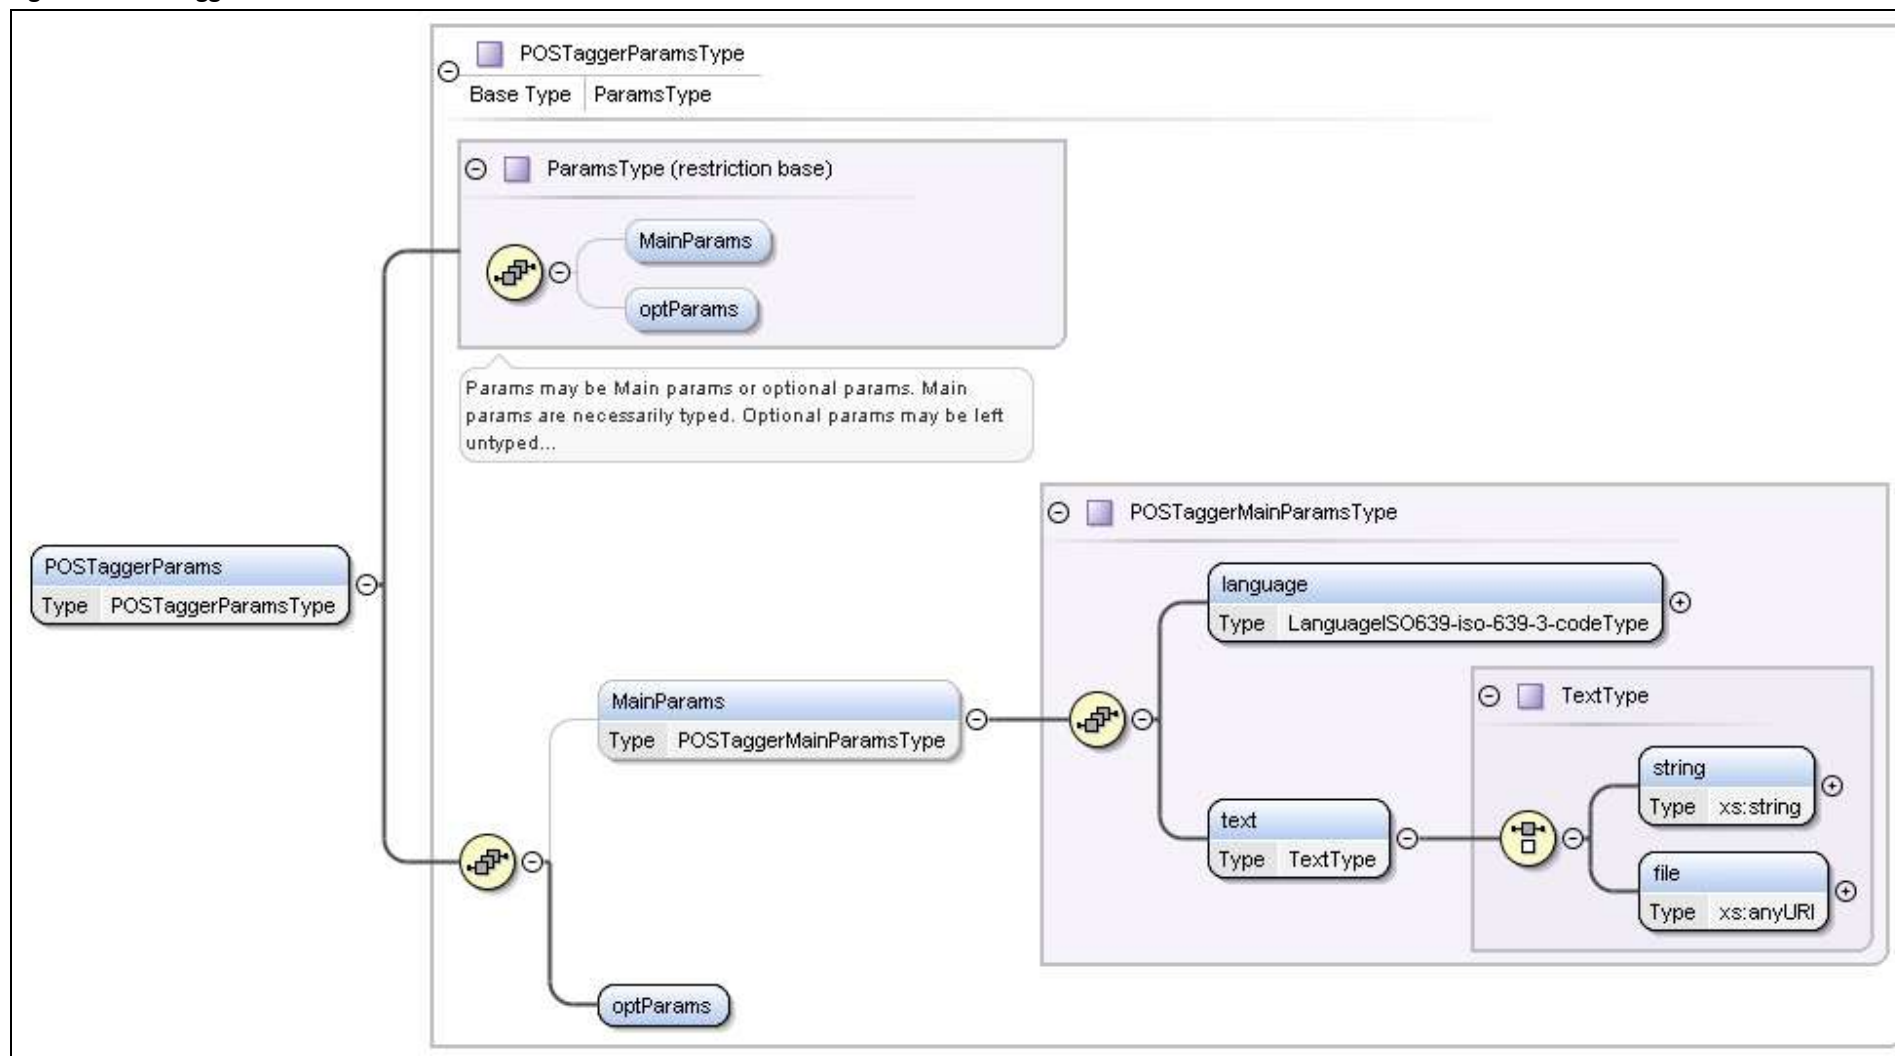 POSTaggerParamsType
Base Type ParamsType
ParamsType (restriction base)
MainParams
optParams
Params may be Main params or optional params. Main
params are necessarily typed. Optional params may be left
untyped...
POSTaggerParams
Type POSTaggerParamsType
MainParams
Type POSTaggerMainParamsType
optParams
POSTaggerMainParamsType
language
Type LanguageISO639-iso-639-3-codeType
text
Type TextType
TextType
string
Type xs:string
file
Type xs:anyURI